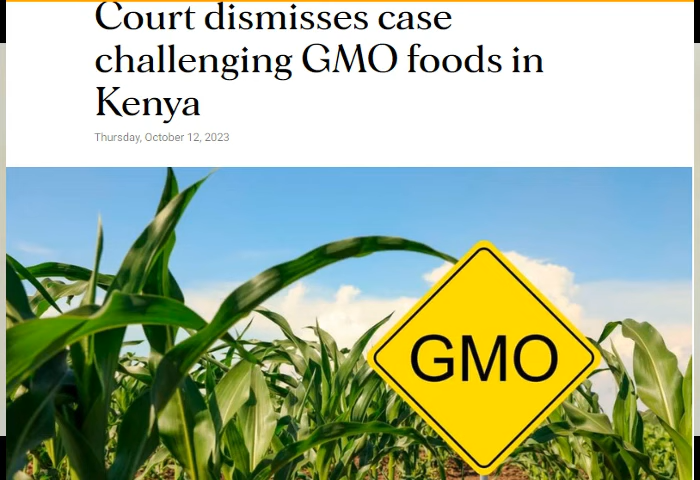 Court dismisses case
challenging GMO foods in
Kenya
Thursday, October 12, 2023
GMO